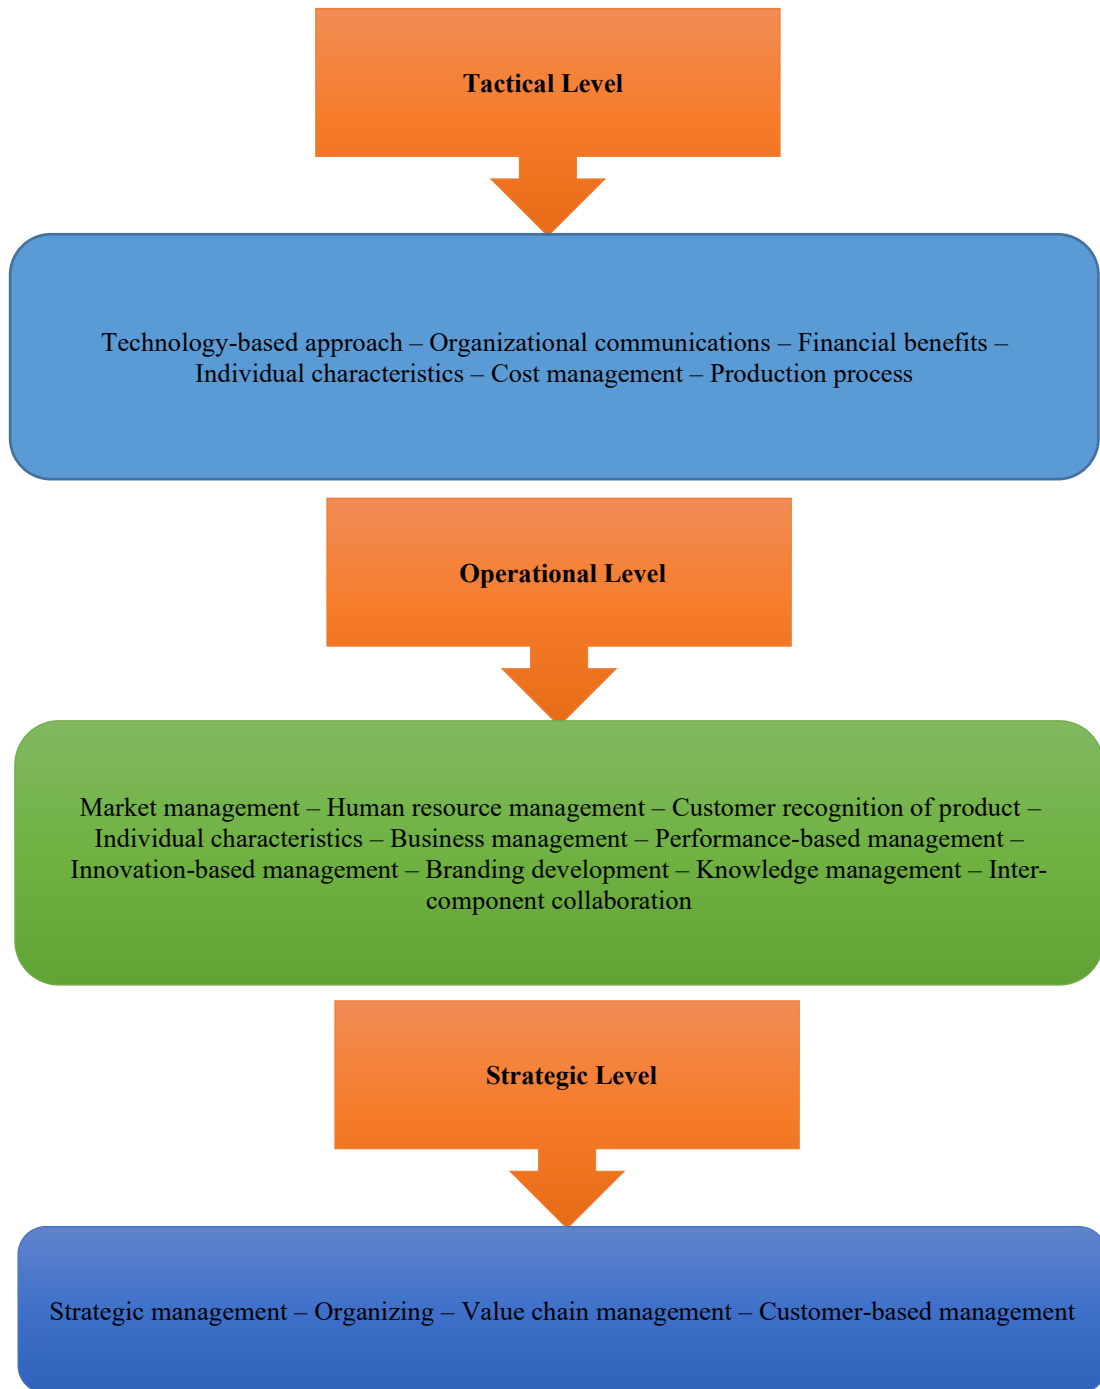 Tactical Level
Technology-based approach – Organizational communications – Financial benefits –
Individual characteristics – Cost management – Production process
Operational Level
Market management – Human resource management – Customer recognition of product –
Individual characteristics – Business management – Performance-based management –
Innovation-based management – Branding development – Knowledge management – Inter-
component collaboration
Strategic Level
Strategic management – Organizing – Value chain management – Customer-based management